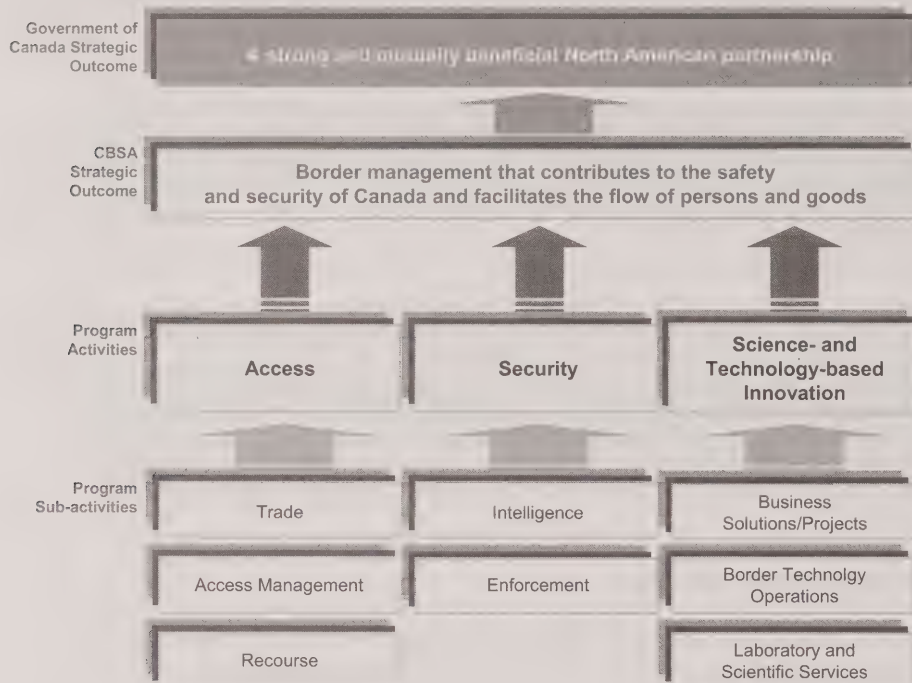 Government of
Canada Strategic
Outcome
A strong and mutually beneficial North American partnership
CBSA
Strategic
Outcome
Border management that contributes to the safety
and security of Canada and facilitates the flow of persons and goods
Program
Activities
Access
Security
Science- and
Technology-based
Innovation
Program
Sub-activities
Trade
Intelligence
Business
Solutions/Projects
Access Management
Enforcement
Border Technolgy
Operations
Recourse
Laboratory and
Scientific Services